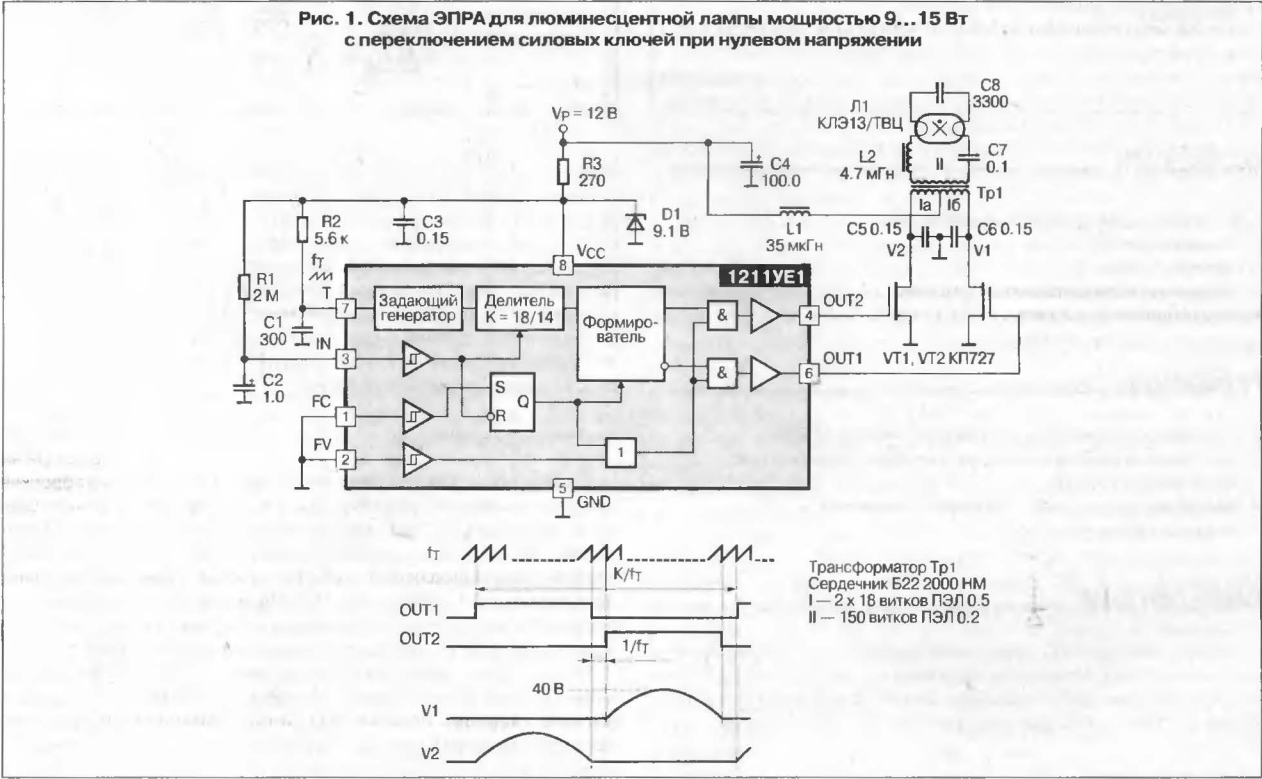 Рис. 1. Схема ЭПРА для люминесцентной лампы мощностью 9...15 Вт
с переключением силовых ключей при нулевом напряжении
C8
3300
Л1
КЛЭ13/ТВЦ
VP = 12 В
R3
270
C4
100.0
L2
4.7 мГн
II
C7
0.1
Tp1
Iа
Iб
R2
5.6 к
C3
0.15
D1
9.1 В
L1
35 мкГн
C5 0.15
C6 0.15
V2
V1
fT
T
8
VCC
1211УЕ1
R1
2 М
7
Задающий
генератор
Делитель
K = 18/14
Формиро-
ватель
&
4
OUT2
C1
300
IN
3
OUT1
&
6
VT1, VT2 КП727
C2
1.0
FC
1
S
Q
R
FV
2
1
5
GND
fT
K/fT
OUT1
OUT2
1/fT
40 В
V1
V2
Трансформатор Тр1
Сердечник Б22 2000 НМ
I — 2 х 18 витков ПЭЛ 0.5
II — 150 витков ПЭЛ 0.2